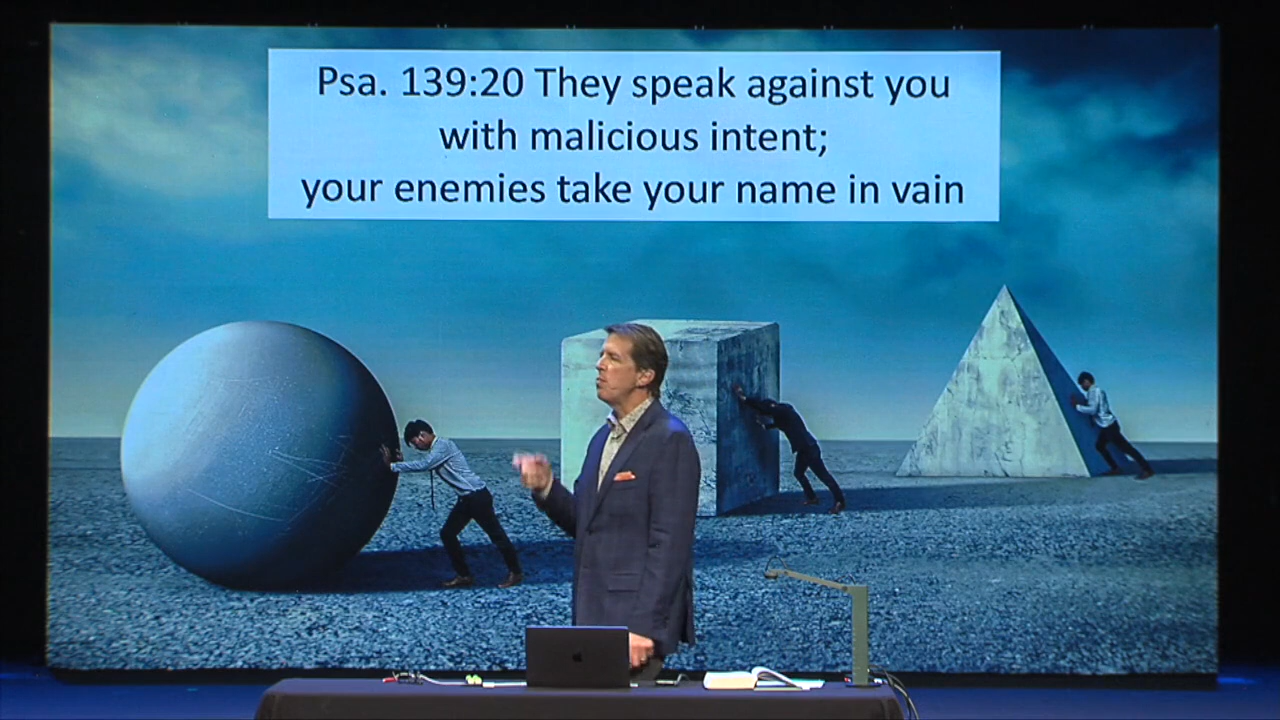 Psa. 139:20 They speak against you
with malicious intent;
your enemies take your name in vain